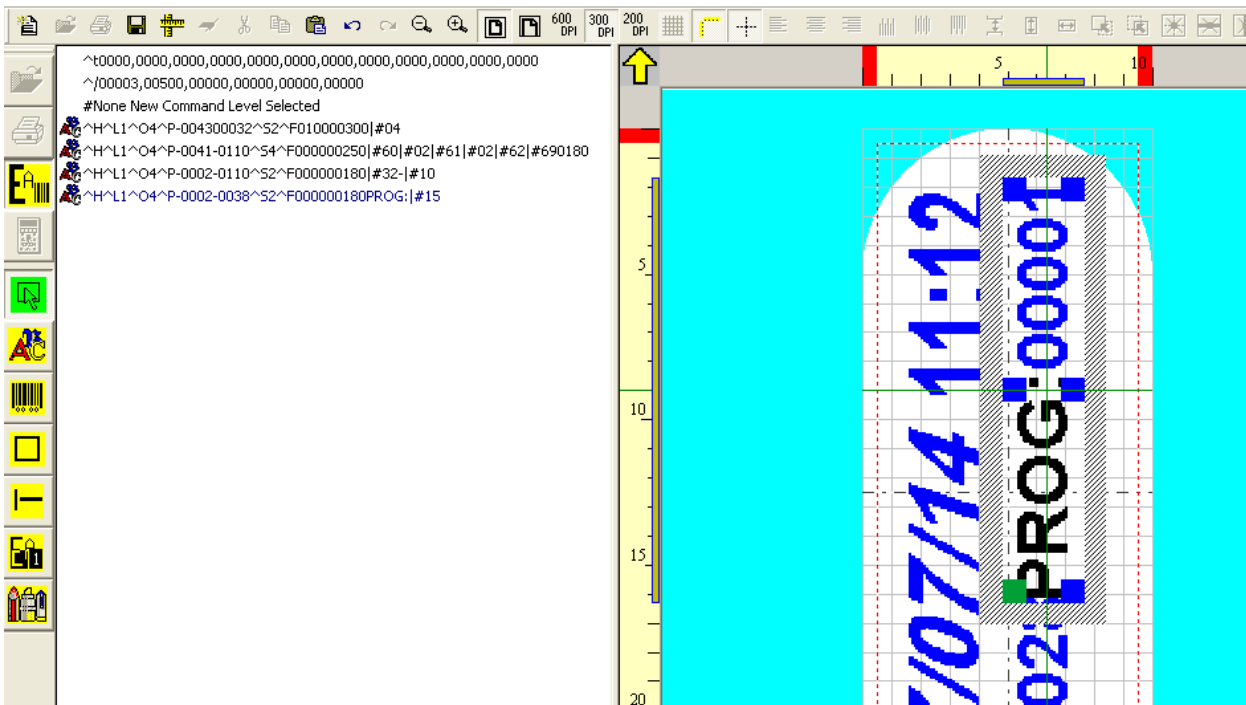 600 DPI 300 DPI 200 DPI
^t0000,0000,0000,0000,0000,0000,0000,0000,0000,0000,0000,0000
^/00003,00500,00000,00000,00000,00000
#None New Command Level Selected
^H^L1^O4^P-004300032^S2^F010000300|#04
^H^L1^O4^P-0041-0110^S4^F000000250|#60|#02|#61|#02|#62|#690180
^H^L1^O4^P-0002-0110^S2^F000000180|#32-|#10
^H^L1^O4^P-0002-0038^S2^F000000180PROG:|#15
5 10
5
10
15
20
/07/14 11:12
PROG:00001
002